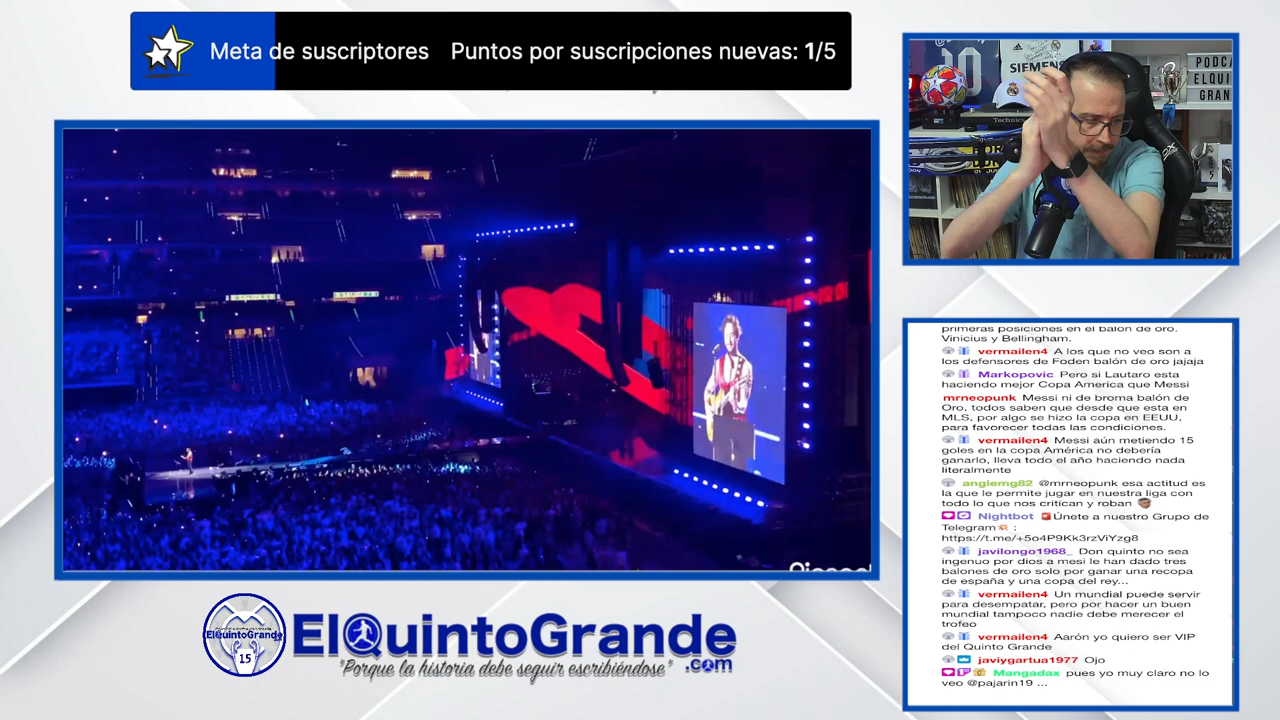 Meta de suscriptores Puntos por suscripciones nuevas: 1/5
SIEMENS
PODCA
ELQUI
GRAN
Technics
10
primeras posiciones en el balon de oro.
Vinicius y Bellingham.
vermailen4 A los que no veo son a
los defensores de Foden balón de oro jajaja
Markopovic Pero si Lautaro esta
haciendo mejor Copa America que Messi
mrneopunk Messi ni de broma balón de
Oro, todos saben que desde que esta en
MLS, por algo se hizo la copa en EEUU,
para favorecer todas las condiciones.
vermailen4 Messi aún metiendo 15
goles en la copa América no debería
ganarlo, lleva todo el año haciendo nada
literalmente
angiemg82 @mrneopunk esa actitud es
la que le permite jugar en nuestra liga con
todo lo que nos critican y roban
Nightbot Únete a nuestro Grupo de
Telegram :
https://t.me/+5o4P9Kk3rzViYzg8
javilongo1968_ Don quinto no sea
ingenuo por dios a mesi le han dado tres
balones de oro solo por ganar una recopa
de españa y una copa del rey...
vermailen4 Un mundial puede servir
para desempatar, pero por hacer un buen
mundial tampoco nadie debe merecer el
trofeo
vermailen4 Aarón yo quiero ser VIP
del Quinto Grande
javiygartua1977 Ojo
Mangadax pues yo muy claro no lo
veo @pajarin19 ...
ElQuintoGrande
15
ElQuintoGrande
.com
"Porque la historia debe seguir escribiéndose"